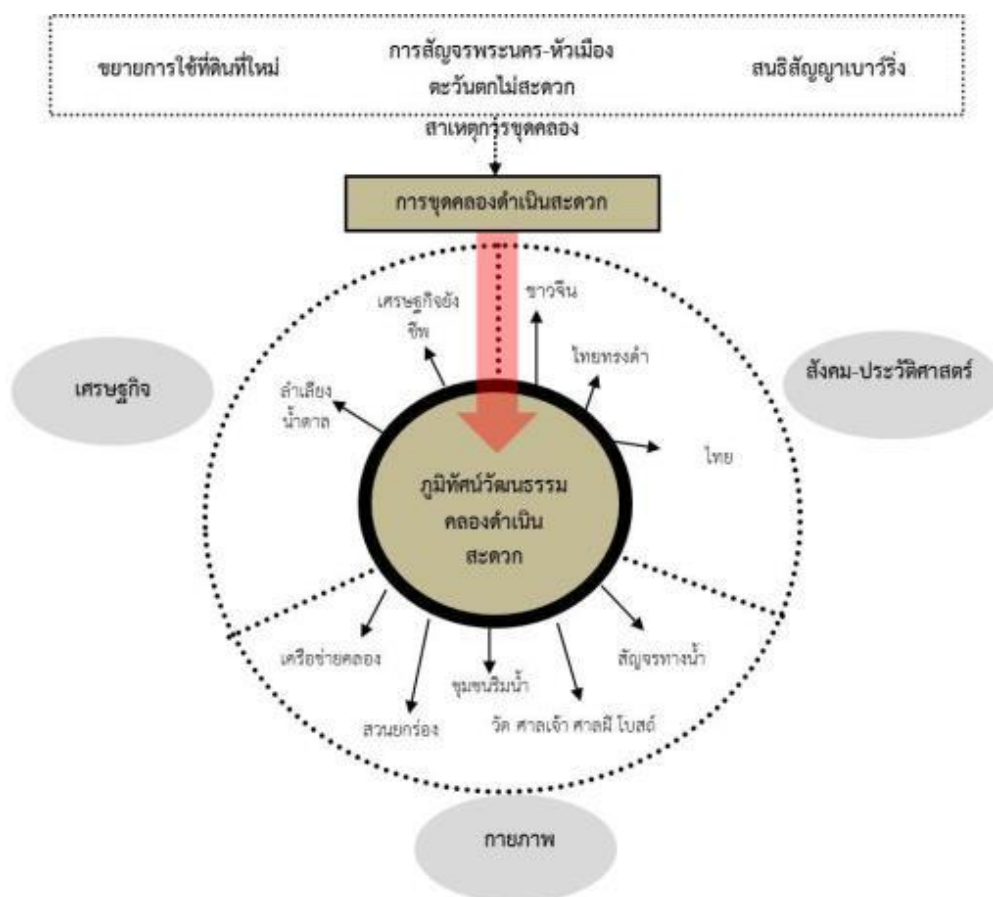 ขยายการใช้ที่ดินที่ใหม่
การสัญจรพระนคร-หัวเมือง
ตะวันตกไม่สะดวก
สนธิสัญญาเบาว์ริ่ง
สาเหตุการขุดคลอง
การขุดคลองดำเนินสะดวก
เศรษฐกิจยัง
ชีพ
ชาวจีน
ไทยทรงดำ
ไทย
ลำเลียง
น้ำตาล
เศรษฐกิจ
สังคม-ประวัติศาสตร์
ภูมิทัศน์วัฒนธรรม
คลองดำเนิน
สะดวก
เครือข่ายคลอง
สวนยกร่อง
ชุมชนริมน้ำ
วัด ศาลเจ้า ศาลผี โบสถ์
สัญจรทางน้ำ
กายภาพ